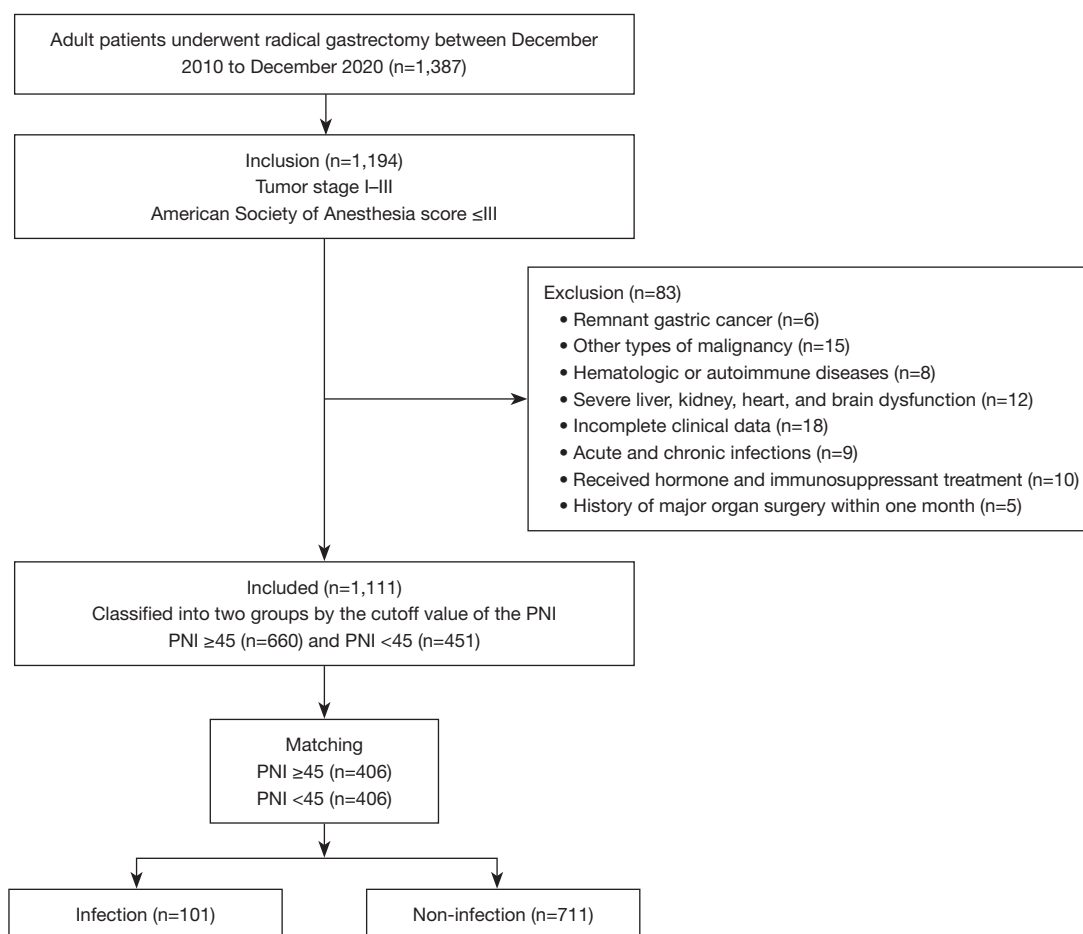 Adult patients underwent radical gastrectomy between December
2010 to December 2020 (n=1,387)
Inclusion (n=1,194)
Tumor stage I–III
American Society of Anesthesia score ≤III
Exclusion (n=83)
• Remnant gastric cancer (n=6)
• Other types of malignancy (n=15)
• Hematologic or autoimmune diseases (n=8)
• Severe liver, kidney, heart, and brain dysfunction (n=12)
• Incomplete clinical data (n=18)
• Acute and chronic infections (n=9)
• Received hormone and immunosuppressant treatment (n=10)
• History of major organ surgery within one month (n=5)
Included (n=1,111)
Classified into two groups by the cutoff value of the PNI
PNI ≥45 (n=660) and PNI <45 (n=451)
Matching
PNI ≥45 (n=406)
PNI <45 (n=406)
Infection (n=101)
Non-infection (n=711)